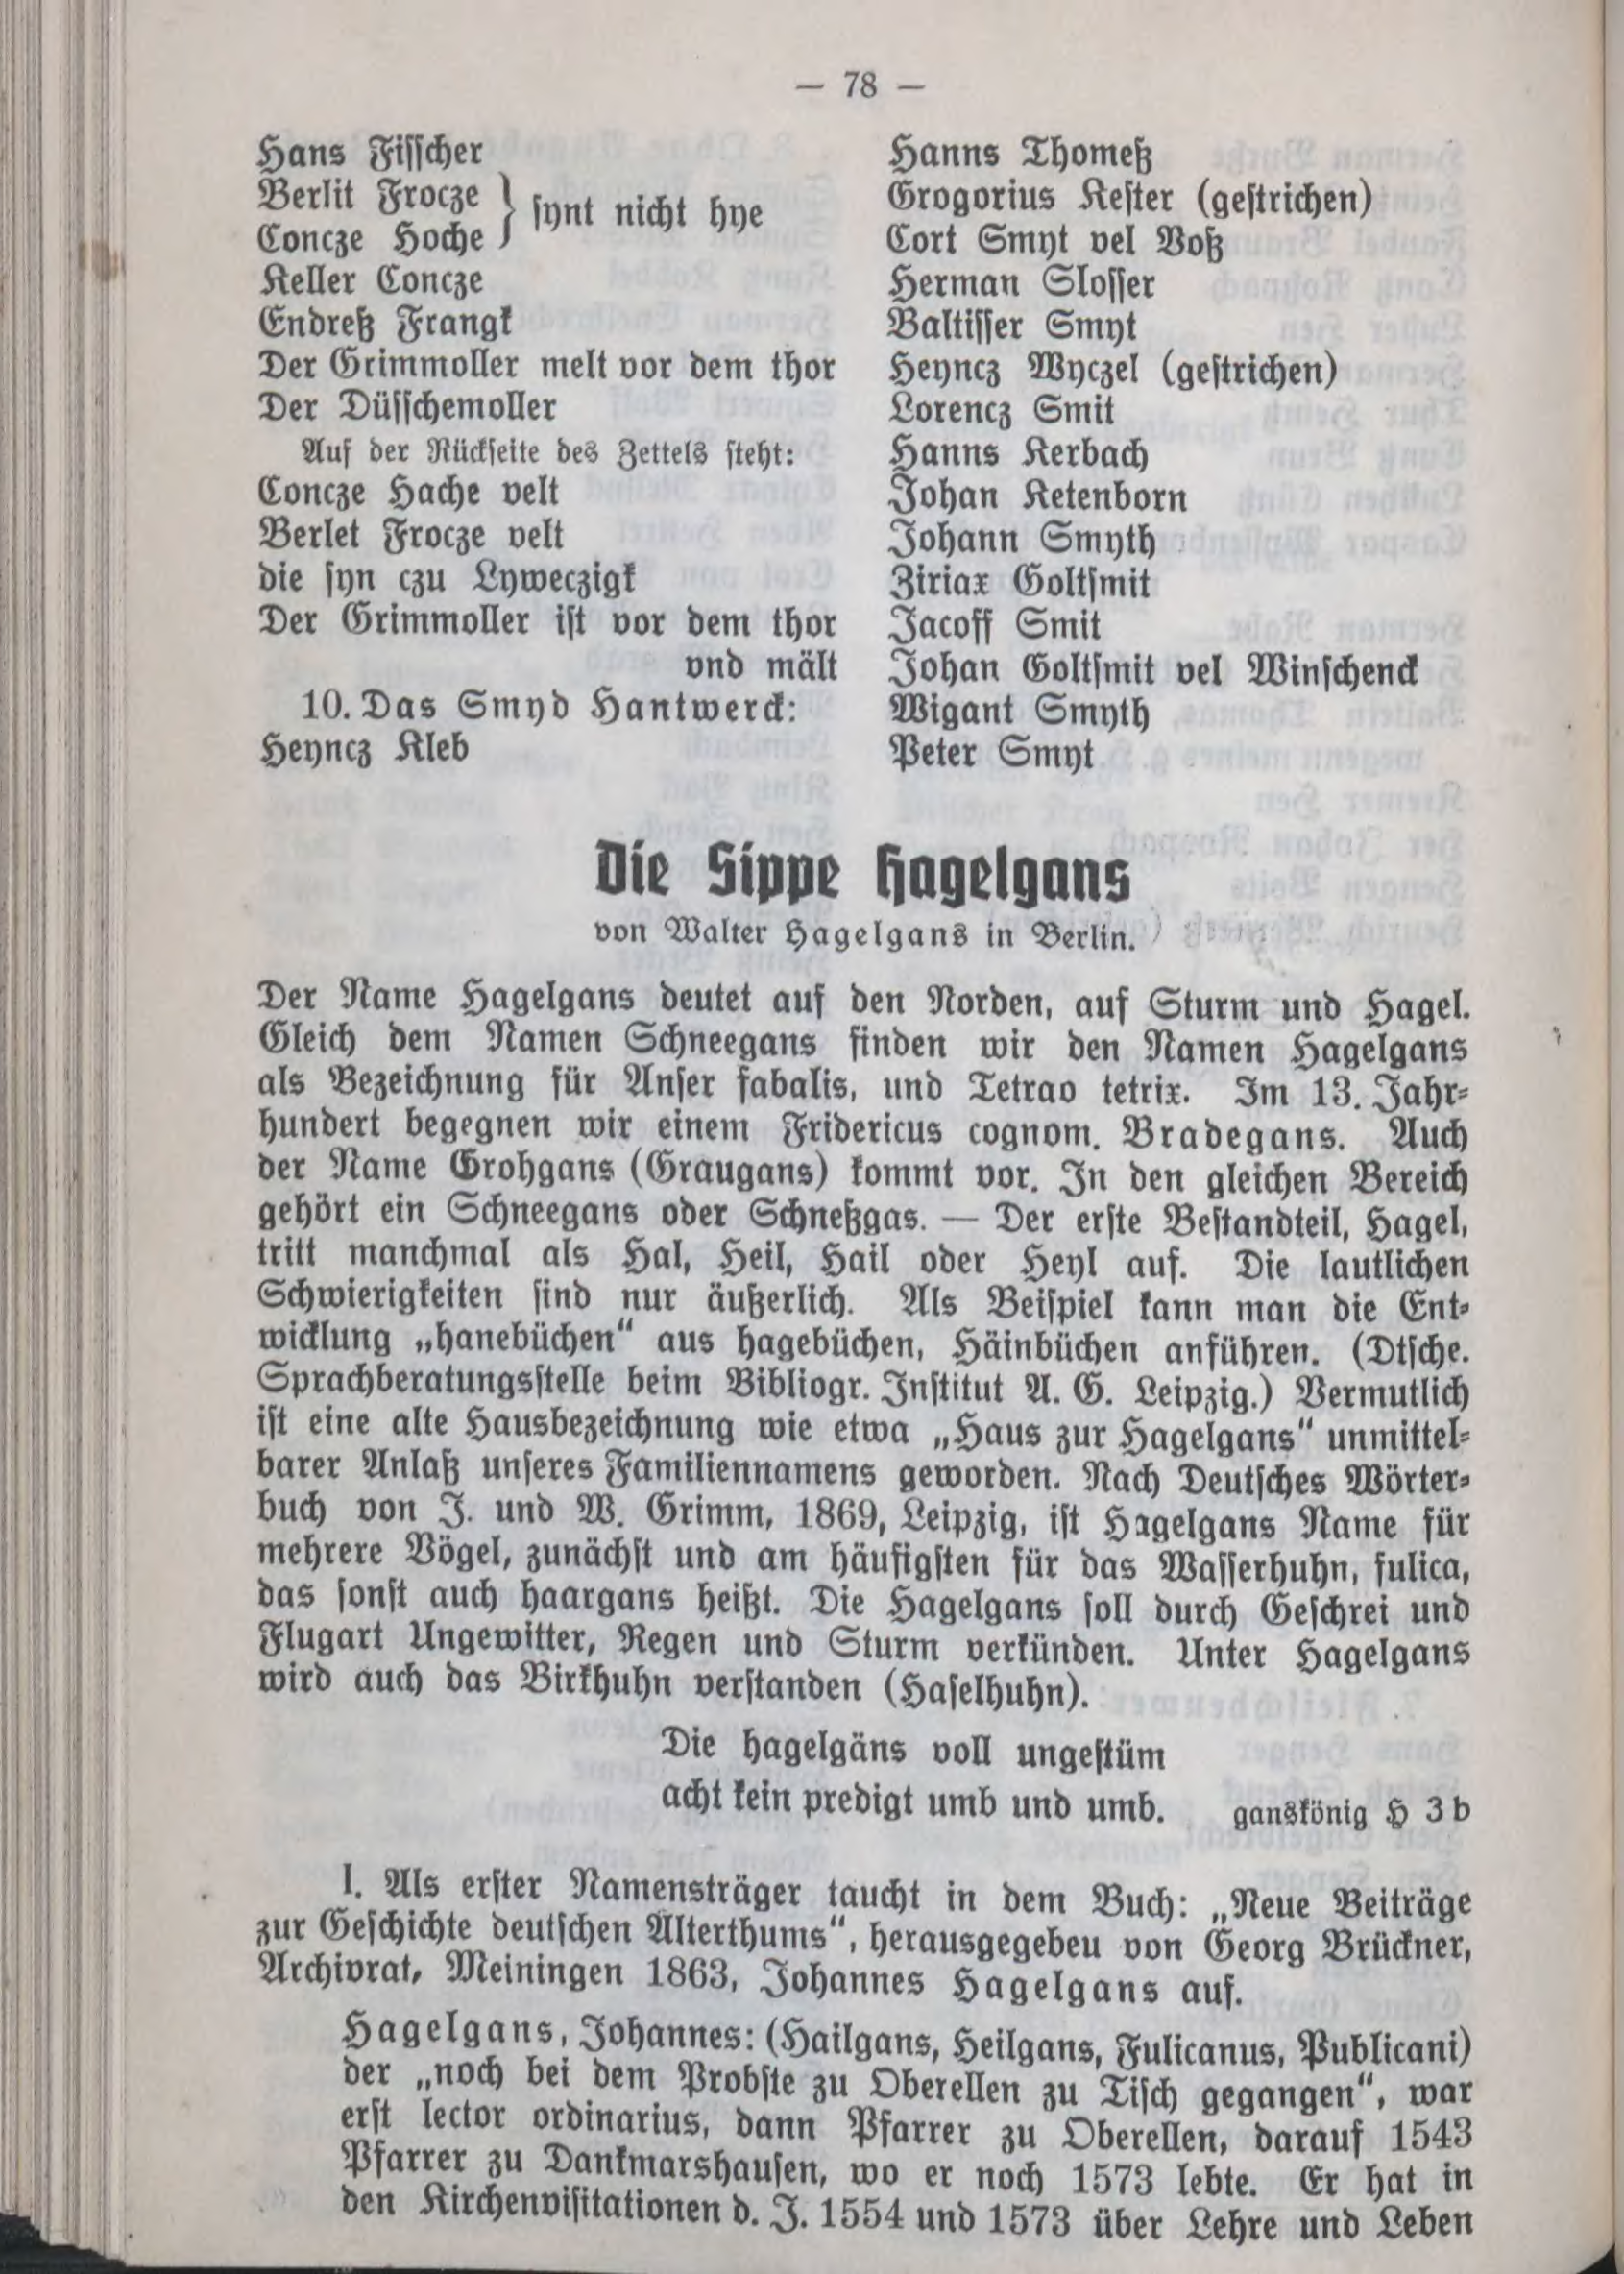 — 78 —
Hans Fisscher
Berlit Frocze
Concze Hoche
} synt nicht hye
Keller Concze
Endreß Frangk
Der Grimmoller melt vor dem thor
Der Düsschemoller
Auf der Rückseite des Zettels steht:
Concze Hache velt
Berlet Frocze velt
die syn czu Lyweczigk
Der Grimmoller ist vor dem thor
vnd mält
10. Das Smyd Hantwerck:
Heyncz Kleb
Hanns Thomeß
Grogorius Kester (gestrichen)
Cort Smyt vel Voß
Herman Slosser
Baltisser Smyt
Heyncz Wyczel (gestrichen)
Lorencz Smit
Hanns Kerbach
Johan Ketenborn
Johann Smyth
Ziriax Goltsmit
Jacoff Smit
Johan Goltsmit vel Winschenck
Wigant Smyth
Peter Smyt
Die Sippe Hagelgans
von Walter Hagelgans in Berlin.
Der Name Hagelgans deutet auf den Norden, auf Sturm und Hagel.
Gleich dem Namen Schneegans finden wir den Namen Hagelgans
als Bezeichnung für Anser fabalis, und Tetrao tetrix. Im 13. Jahr-
hundert begegnen wir einem Fridericus cognom. Bradegans. Auch
der Name Grohgans (Graugans) kommt vor. In den gleichen Bereich
gehört ein Schneegans oder Schneßgas. — Der erste Bestandteil, Hagel,
tritt manchmal als Hal, Heil, Hail oder Heyl auf. Die lautlichen
Schwierigkeiten sind nur äußerlich. Als Beispiel kann man die Ent-
wicklung „hanebüchen“ aus hagebüchen, Häinbüchen anführen. (Dtsche.
Sprachberatungsstelle beim Bibliogr. Institut A. G. Leipzig.) Vermutlich
ist eine alte Hausbezeichnung wie etwa „Haus zur Hagelgans“ unmittel-
barer Anlaß unseres Familiennamens geworden. Nach Deutsches Wörter-
buch von J. und W. Grimm, 1869, Leipzig, ist Hagelgans Name für
mehrere Vögel, zunächst und am häufigsten für das Wasserhuhn, fulica,
das sonst auch haargans heißt. Die Hagelgans soll durch Geschrei und
Flugart Ungewitter, Regen und Sturm verkünden. Unter Hagelgans
wird auch das Birkhuhn verstanden (Haselhuhn).
Die hagelgäns voll ungestüm
acht kein predigt umb und umb. ganskönig H 3 b
I. Als erster Namensträger taucht in dem Buch: „Neue Beiträge
zur Geschichte deutschen Alterthums“, herausgegebeu von Georg Brückner,
Archivrat, Meiningen 1863, Johannes Hagelgans auf.
Hagelgans, Johannes: (Hailgans, Heilgans, Fulicanus, Publicani)
der „noch bei dem Probste zu Oberellen zu Tisch gegangen“, war
erst lector ordinarius, dann Pfarrer zu Oberellen, darauf 1543
Pfarrer zu Dankmarshausen, wo er noch 1573 lebte. Er hat in
den Kirchenvisitationen d. J. 1554 und 1573 über Lehre und Leben